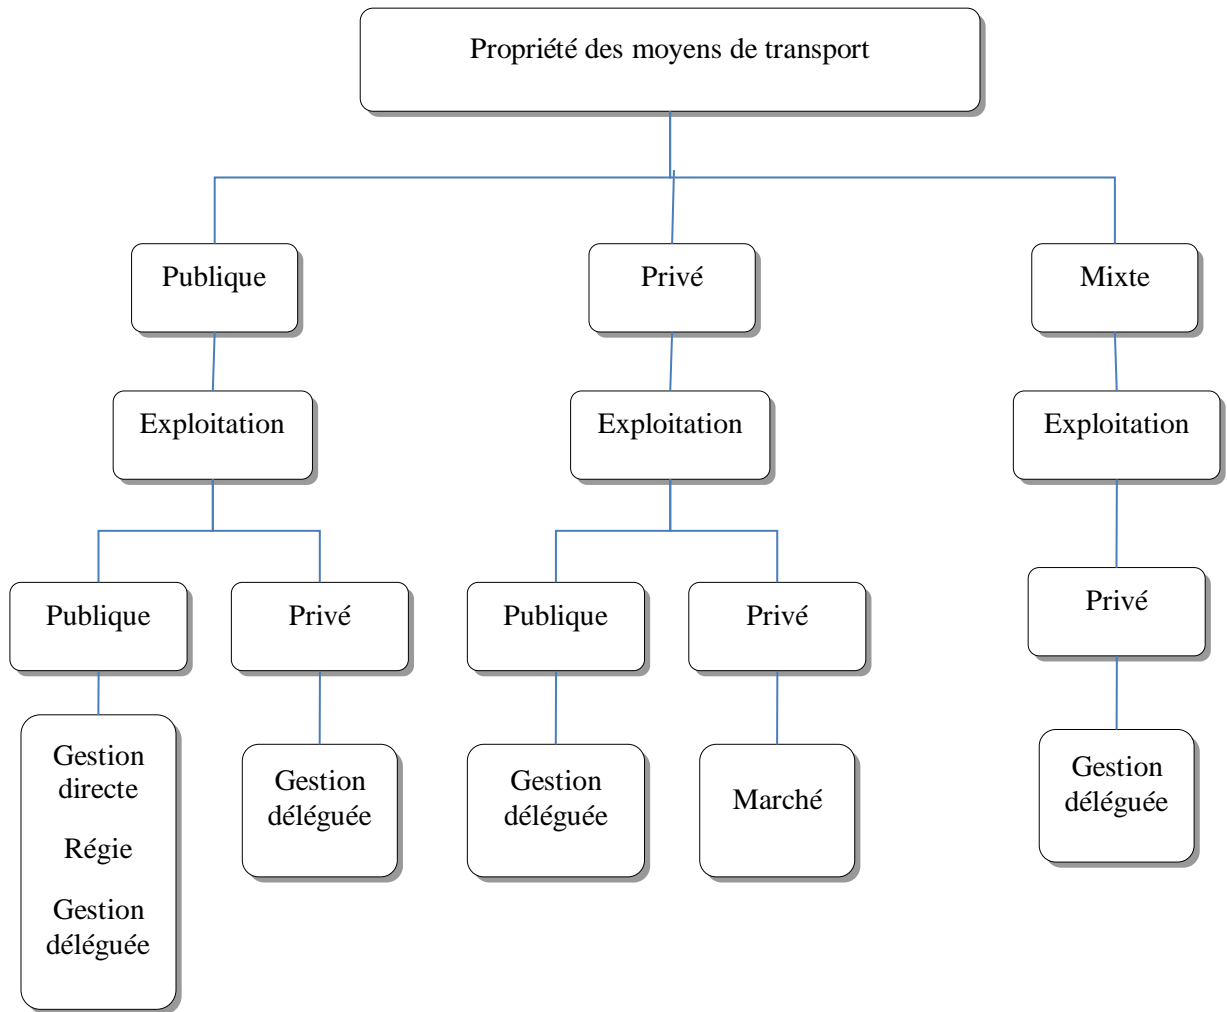 Propriété des moyens de transport
Publique
Privé
Mixte
Exploitation
Exploitation
Exploitation
Publique
Privé
Publique
Privé
Privé
Gestion
directe
Régie
Gestion
déléguée
Gestion
déléguée
Gestion
déléguée
Marché
Gestion
déléguée